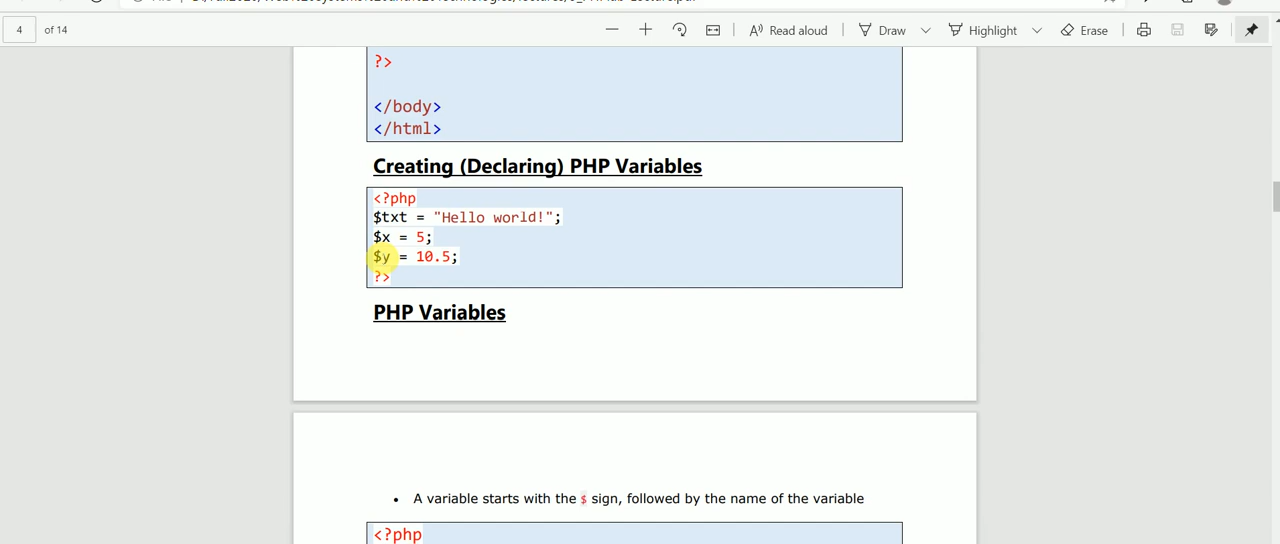 4 of 14
Read aloud
Draw
Highlight
Erase
?>
</body>
</html>
Creating (Declaring) PHP Variables
<?php
$txt = "Hello world!";
$x = 5;
$y = 10.5;
?>
PHP Variables
• A variable starts with the $ sign, followed by the name of the variable
<?php